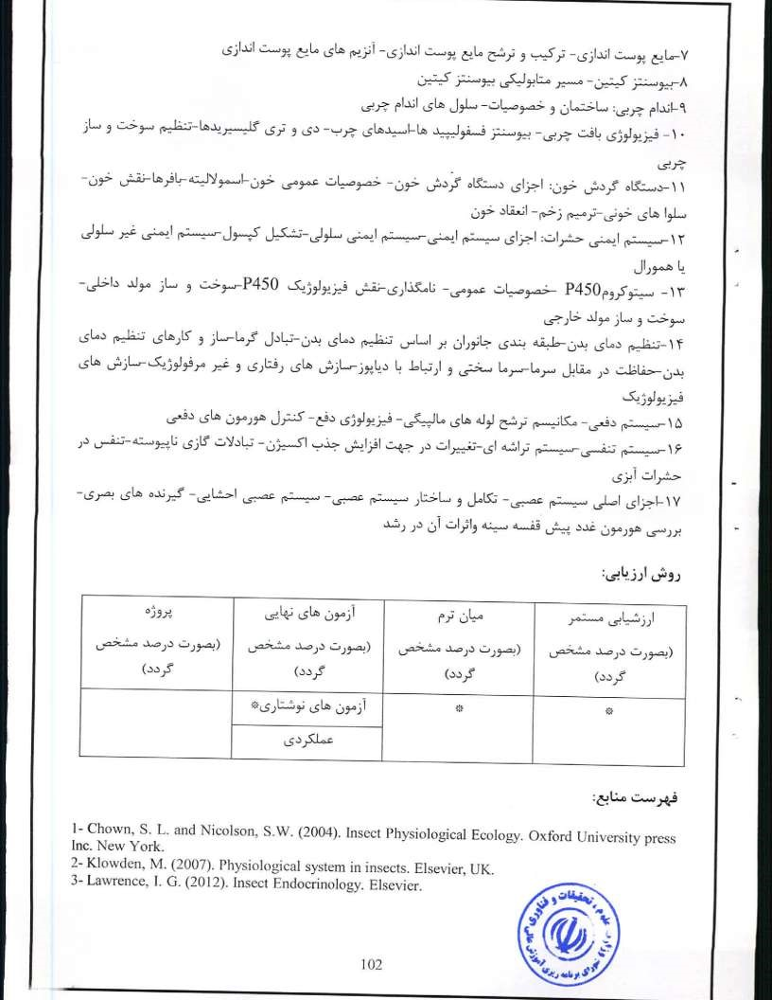 ۷-مایع پوست اندازی- ترکیب و ترشح مایع پوست اندازی- آنزیم های مایع پوست اندازی
۸-بیوسنتز کیتین- مسیر متابولیکی بیوسنتز کیتین
۹-اندام چربی: ساختمان و خصوصیات- سلول های اندام چربی
۱۰- فیزیولوژی بافت چربی- بیوسنتز فسفولیپید ها-اسیدهای چرب- دی و تری گلیسیریدها-تنظیم سوخت و ساز
چربی
۱۱-دستگاه گردش خون: اجزای دستگاه گردش خون- خصوصیات عمومی خون-اسمولالیته-بافرها-نقش خون-
سلوا های خونی-ترمیم زخم- انعقاد خون
۱۲-سیستم ایمنی حشرات: اجزای سیستم ایمنی-سیستم ایمنی سلولی-تشکیل کپسول-سیستم ایمنی غیر سلولی
یا همورال
۱۳- سیتوکروم P450 -خصوصیات عمومی- نامگذاری-نقش فیزیولوژیک P450-سوخت و ساز مولد داخلی-
سوخت و ساز مولد خارجی
۱۴-تنظیم دمای بدن-طبقه بندی جانوران بر اساس تنظیم دمای بدن-تبادل گرما-ساز و کارهای تنظیم دمای
بدن-حفاظت در مقابل سرما-سرما سختی و ارتباط با دیاپوز-سازش های رفتاری و غیر مرفولوژیک-سازش های
فیزیولوژیک
۱۵-سیستم دفعی- مکانیسم ترشح لوله های مالپیگی- فیزیولوژی دفع- کنترل هورمون های دفعی
۱۶-سیستم تنفسی-سیستم تراشه ای-تغییرات در جهت افزایش جذب اکسیژن- تبادلات گازی ناپیوسته-تنفس در
حشرات آبزی
۱۷-اجزای اصلی سیستم عصبی- تکامل و ساختار سیستم عصبی- سیستم عصبی احشایی- گیرنده های بصری-
بررسی هورمون غدد پیش قفسه سینه واثرات آن در رشد
روش ارزیابی:
ارزشیابی مستمر
(بصورت درصد مشخص
گردد)
میان ترم
(بصورت درصد مشخص
گردد)
آزمون های نهایی
(بصورت درصد مشخص
گردد)
پروژه
(بصورت درصد مشخص
گردد)
*
*
آزمون های نوشتاری*
عملکردی
فهرست منابع:
1- Chown, S. L. and Nicolson, S.W. (2004). Insect Physiological Ecology. Oxford University press
Inc. New York.
2- Klowden, M. (2007). Physiological system in insects. Elsevier, UK.
3- Lawrence, I. G. (2012). Insect Endocrinology. Elsevier.
علوم، تحقیقات و فناوری
شورای برنامه ریزی آموزش عالی
102